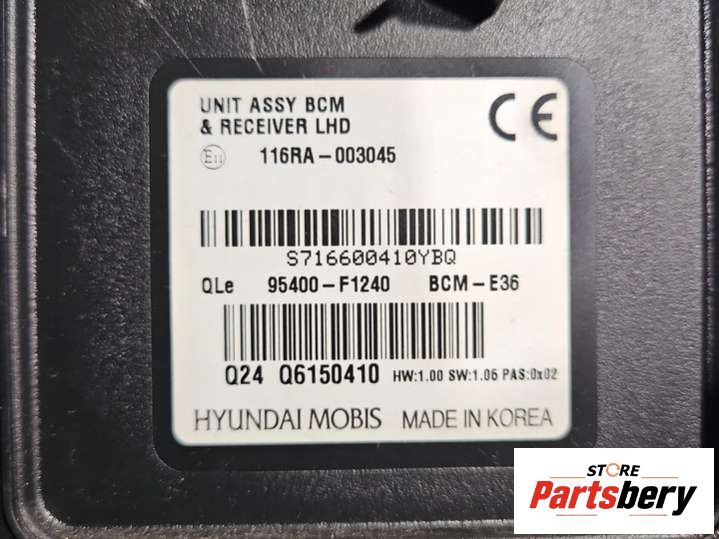 UNIT ASSY BCM
& RECEIVER LHD
CE
E11 116RA-003045
S716600410YBQ
QLe 95400-F1240 BCM-E36
Q24 Q6150410 HW:1.00 SW:1.06 PAS:0x02
HYUNDAI MOBIS MADE IN KOREA
STORE
Partsbery